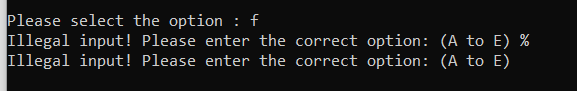 Please select the option : f
Illegal input! Please enter the correct option: (A to E) %
Illegal input! Please enter the correct option: (A to E)